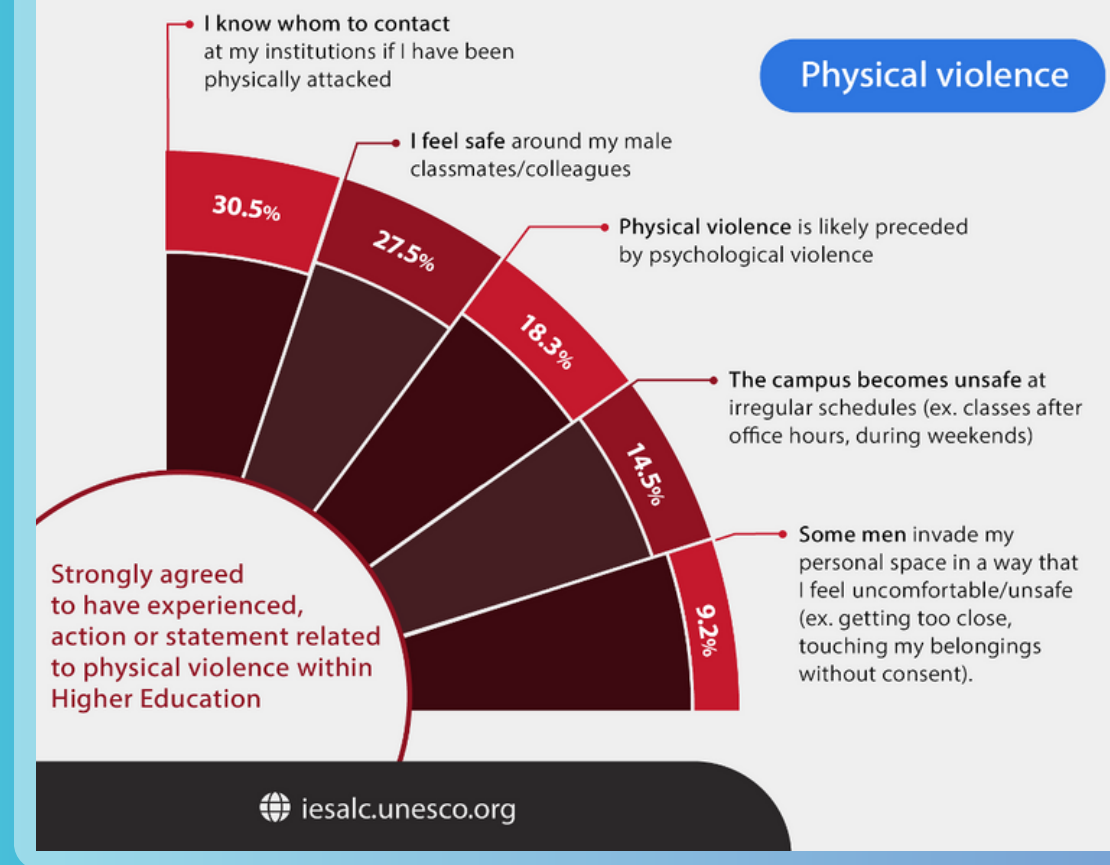 I know whom to contact
at my institutions if I have been
physically attacked
Physical violence
I feel safe around my male
classmates/colleagues
30.5%
27.5%
Physical violence is likely preceded
by psychological violence
18.3%
The campus becomes unsafe at
irregular schedules (ex. classes after
office hours, during weekends)
14.5%
Some men invade my
personal space in a way that
I feel uncomfortable/unsafe
(ex. getting too close,
touching my belongings
without consent).
9.2%
Strongly agreed
to have experienced,
action or statement related
to physical violence within
Higher Education
iesalc.unesco.org